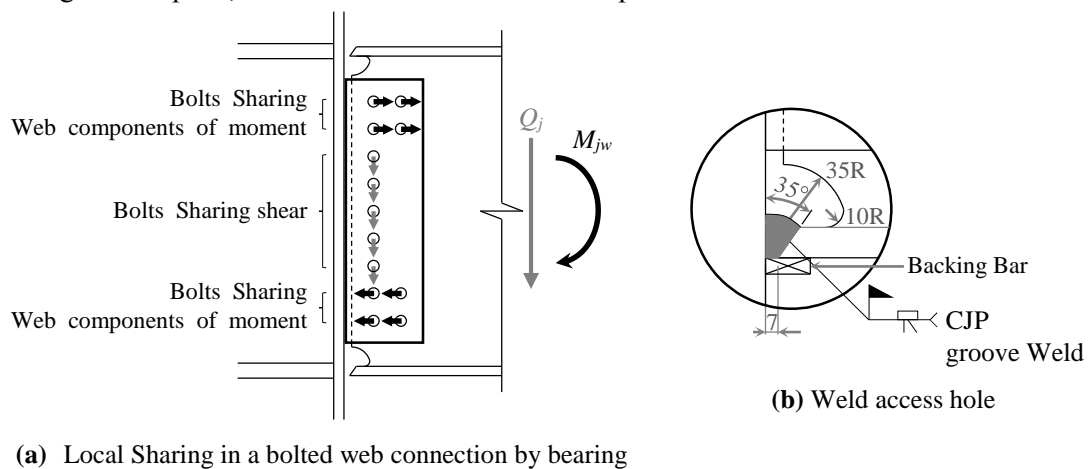 Bolts Sharing
Web components of moment
Bolts Sharing shear
Bolts Sharing
Web components of moment
Qj
Mjw
35°
35R
10R
Backing Bar
7
CJP
groove Weld
(b) Weld access hole
(a) Local Sharing in a bolted web connection by bearing